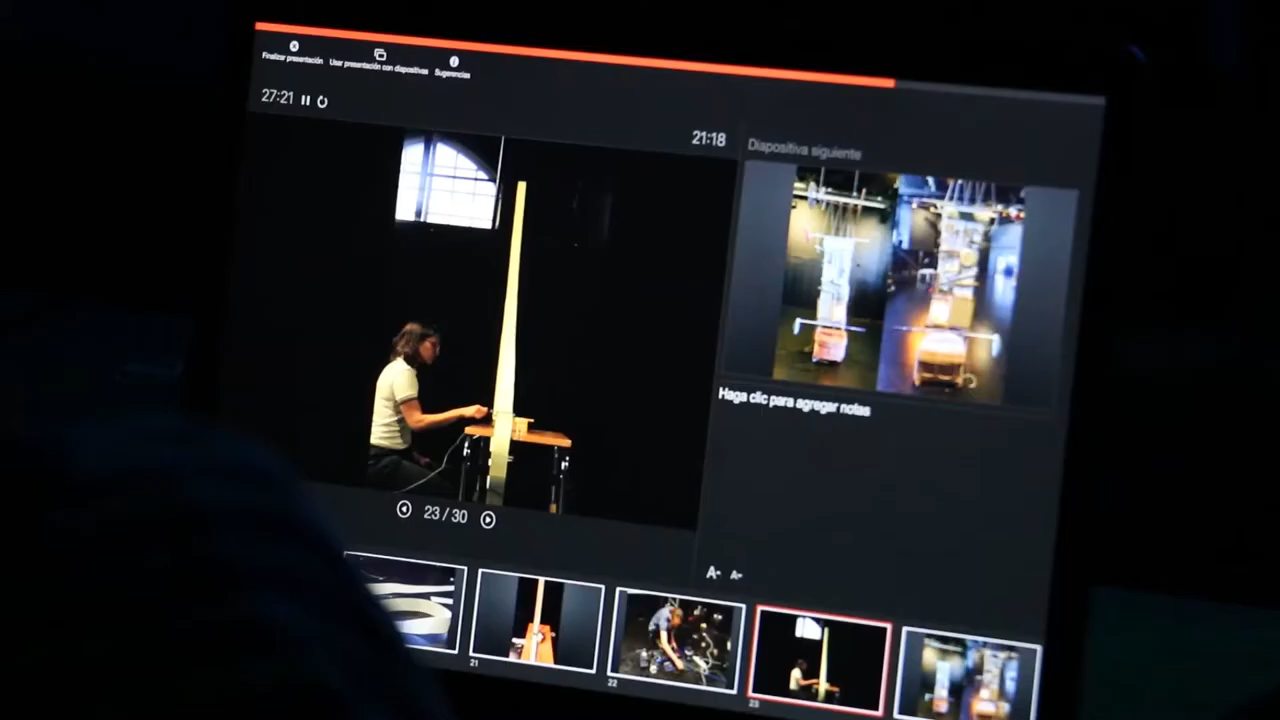 Finalizar presentación
Usar presentación con diapositivas
Sugerencias
27:21
21:18
Diapositiva siguiente
Haga clic para agregar notas
23 / 30
A A
21
22
23